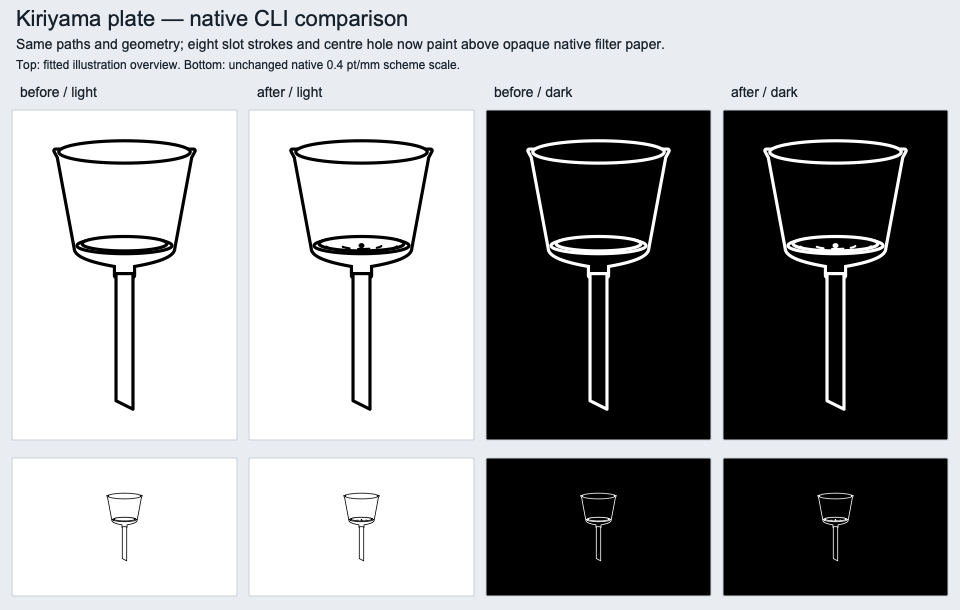 Kiriyama plate — native CLI comparison
Same paths and geometry; eight slot strokes and centre hole now paint above opaque native filter paper.
Top: fitted illustration overview. Bottom: unchanged native 0.4 pt/mm scheme scale.
before / light
after / light
before / dark
after / dark